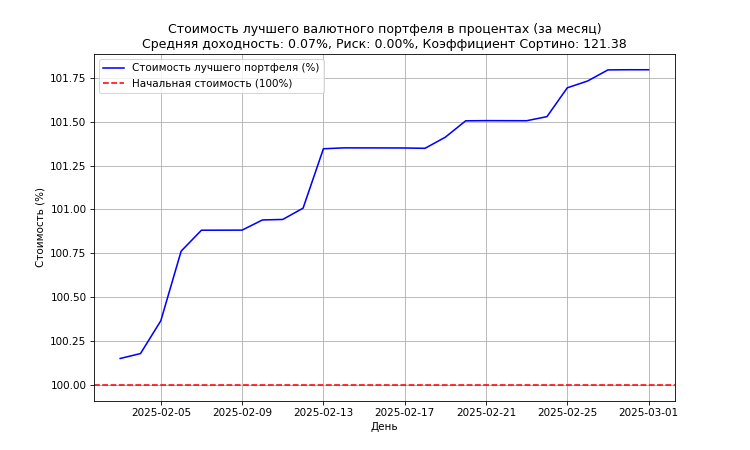 Стоимость лучшего валютного портфеля в процентах (за месяц)
Средняя доходность: 0.07%, Риск: 0.00%, Коэффициент Сортино: 121.38
Стоимость лучшего портфеля (%)
Начальная стоимость (100%)
Стоимость (%)
101.75
101.50
101.25
101.00
100.75
100.50
100.25
100.00
2025-02-05
2025-02-09
2025-02-13
2025-02-17
2025-02-21
2025-02-25
2025-03-01
День